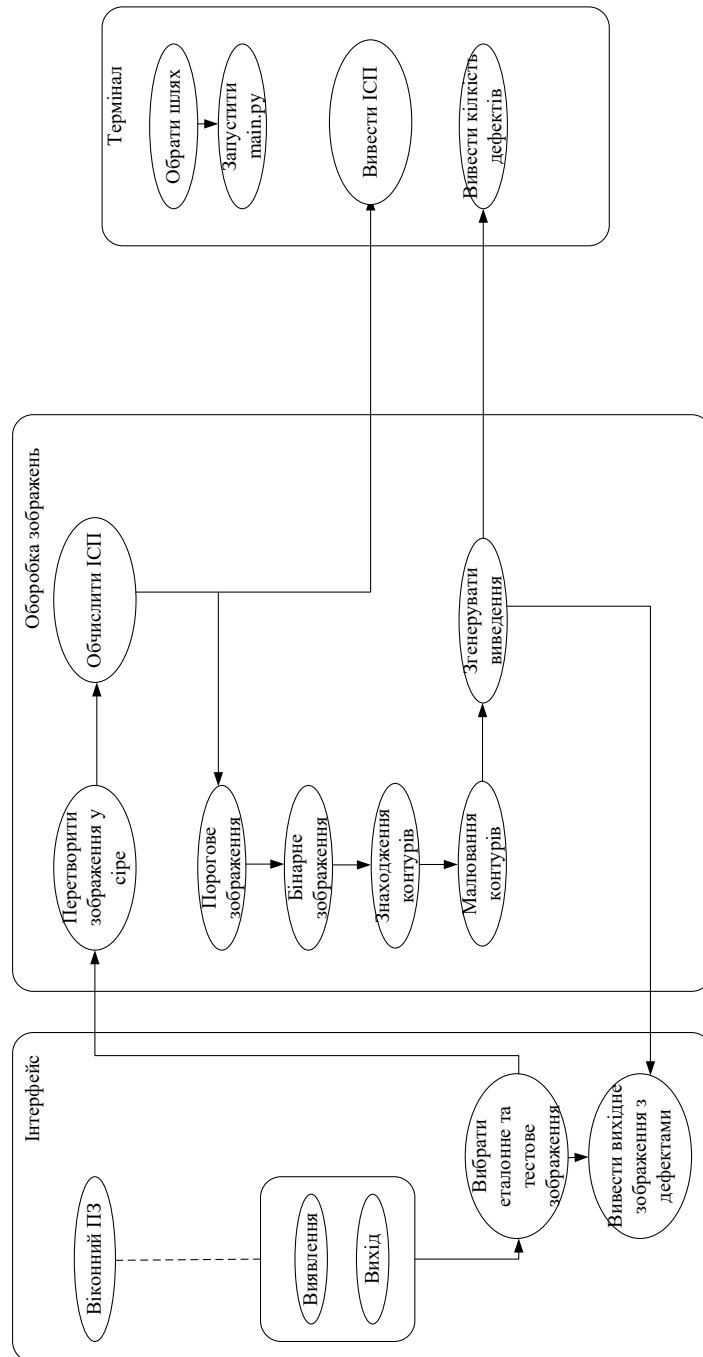 Інтерфейс
Віконний ПЗ
Виявлення
Вихід
Вибрати
еталонне та
тестове
зображення
Вивести вихідне
зображення з
дефектами
Оборобка зображень
Перетворити
зображення у
сіре
Обчислити ІСП
Порогове
зображення
Бінарне
зображення
Знаходження
контурів
Малювання
контурів
Згенерувати
виведення
Термінал
Обрати шлях
Запустити
main.py
Вивести ІСП
Вивести кілкість
дефектів